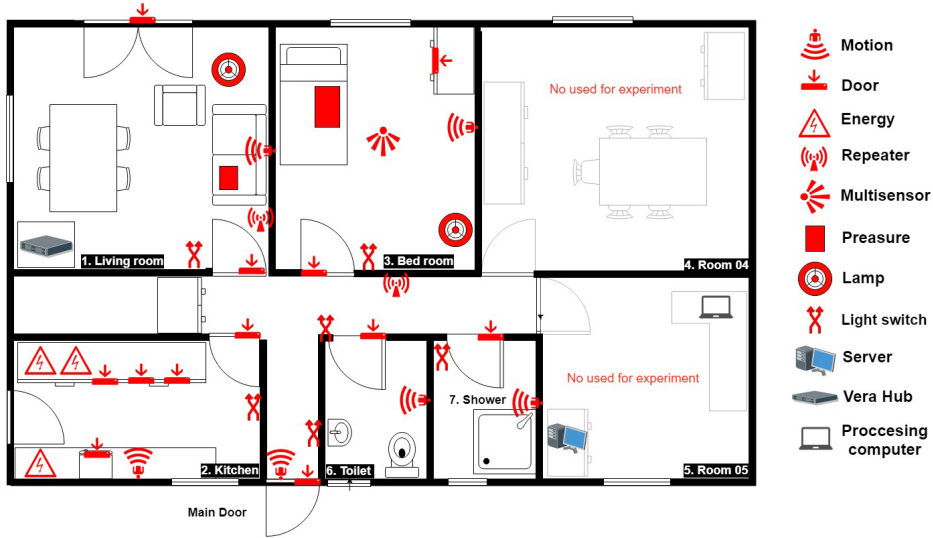 No used for experiment
1. Living room
3. Bed room
4. Room 04
No used for experiment
7. Shower
2. Kitchen
6. Toilet
5. Room 05
Main Door
Motion
Door
Energy
Repeater
Multisensor
Preasure
Lamp
Light switch
Server
Vera Hub
Proccesing
computer